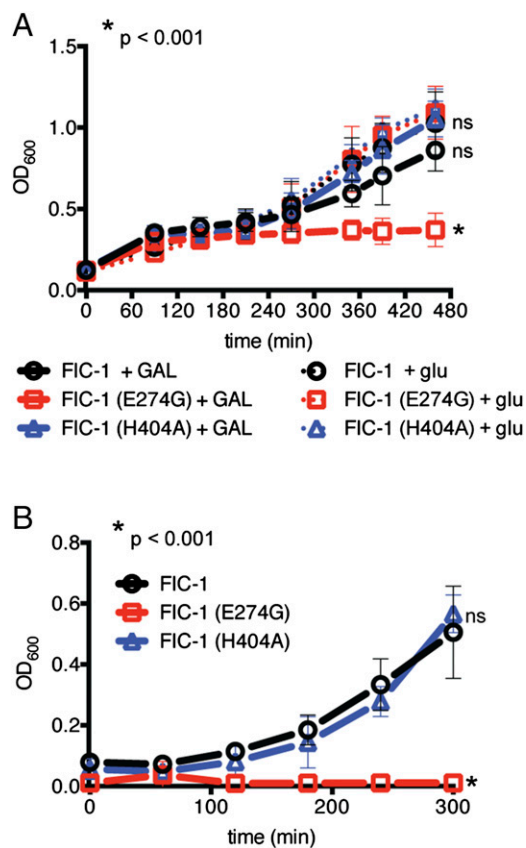 A
* p < 0.001
1.5
1.0
0.5
0.0
OD600
ns
ns
*
0 60 120 180 240 300 360 420 480
time (min)
FIC-1 + GAL
FIC-1 + glu
FIC-1 (E274G) + GAL
FIC-1 (E274G) + glu
FIC-1 (H404A) + GAL
FIC-1 (H404A) + glu
B
* p < 0.001
0.8
0.6
0.4
0.2
0.0
OD600
FIC-1
FIC-1 (E274G)
FIC-1 (H404A)
ns
*
0 100 200 300
time (min)